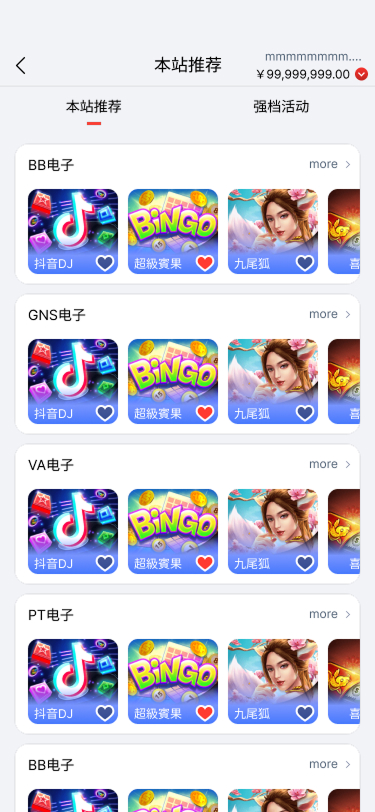 mmmmmmmm....
本站推荐
￥99,999,999.00
本站推荐
强档活动
BB电子
more
BINGO
抖音DJ
超級賓果
九尾狐
喜
GNS电子
more
BINGO
抖音DJ
超級賓果
九尾狐
喜
VA电子
more
BINGO
抖音DJ
超級賓果
九尾狐
喜
PT电子
more
BINGO
抖音DJ
超級賓果
九尾狐
喜
BB电子
more